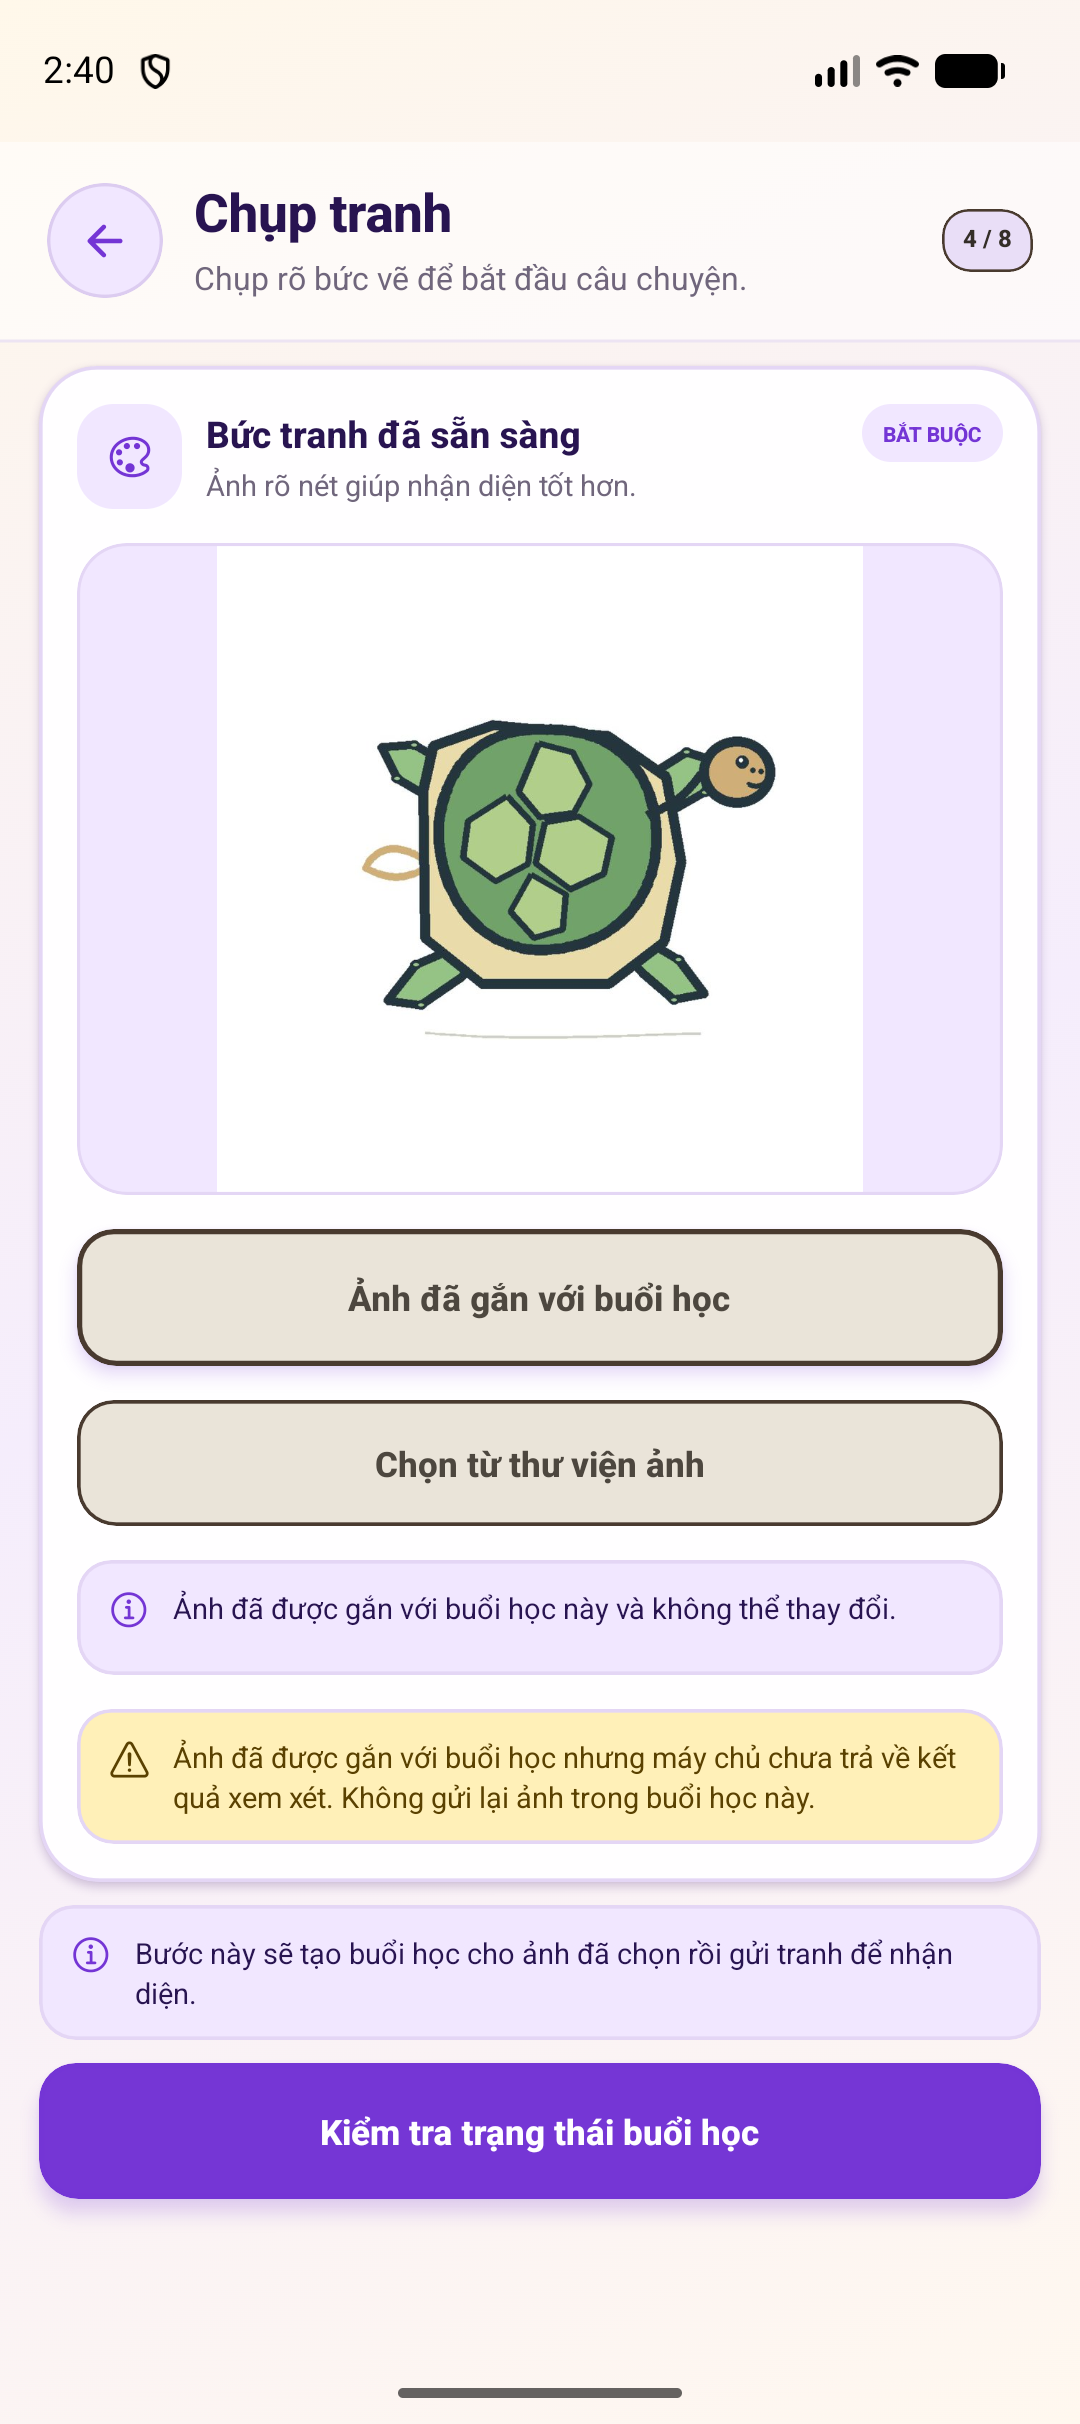 2:40
Chụp tranh
Chụp rõ bức vẽ để bắt đầu câu chuyện.
4 / 8
Bức tranh đã sẵn sàng
BẮT BUỘC
Ảnh rõ nét giúp nhận diện tốt hơn.
Ảnh đã gắn với buổi học
Chọn từ thư viện ảnh
Ảnh đã được gắn với buổi học này và không thể thay đổi.
Ảnh đã được gắn với buổi học nhưng máy chủ chưa trả về kết
quả xem xét. Không gửi lại ảnh trong buổi học này.
Bước này sẽ tạo buổi học cho ảnh đã chọn rồi gửi tranh để nhận
diện.
Kiểm tra trạng thái buổi học